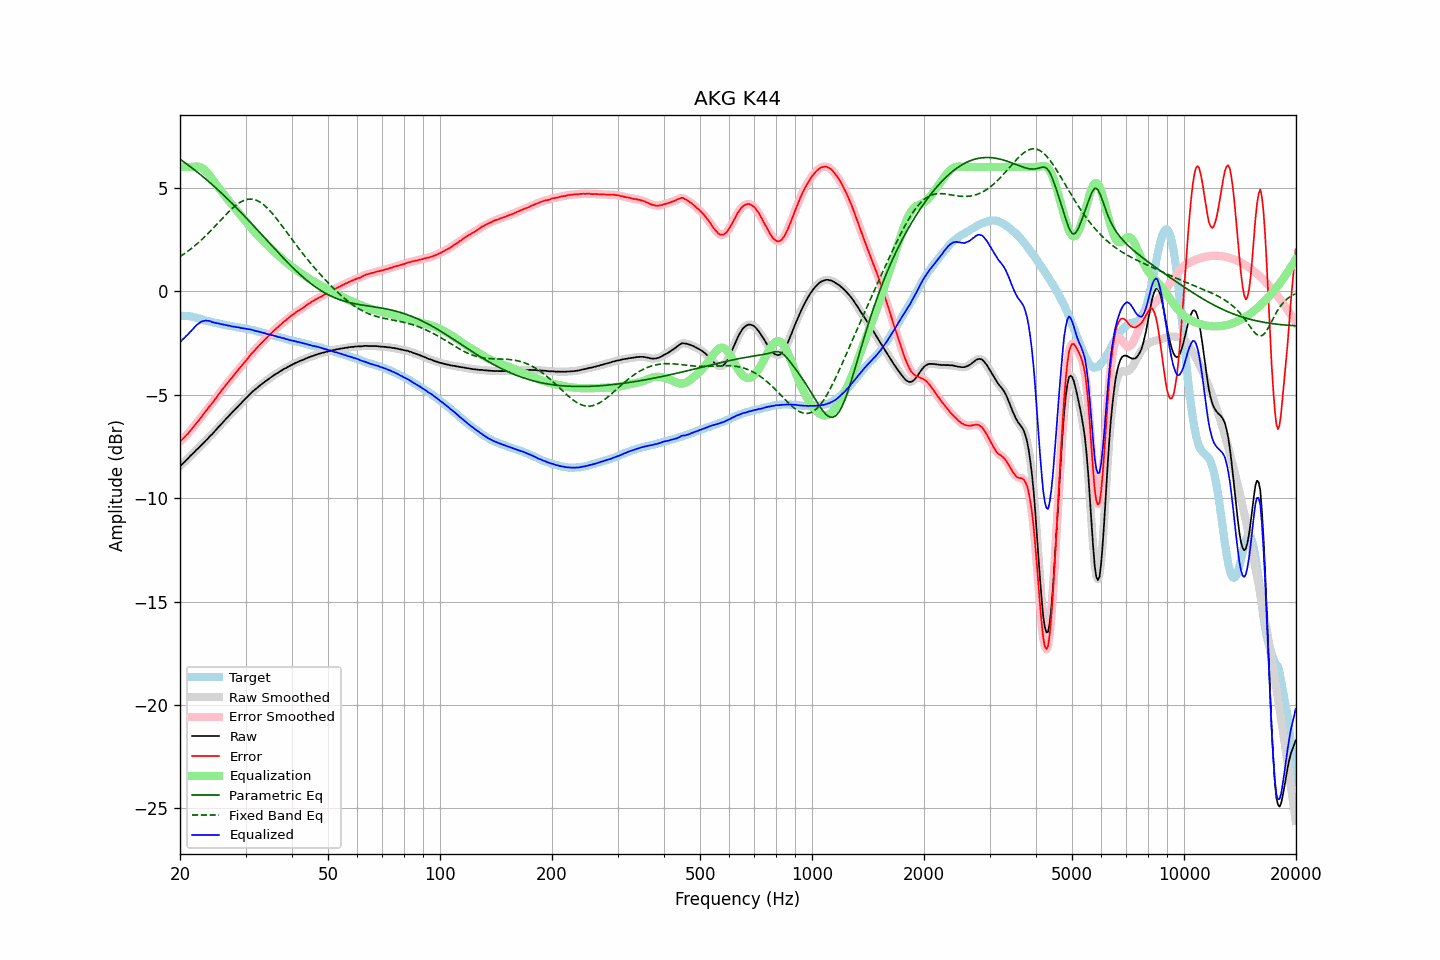 AKG K44
5
0
−5
−10
−15
−20
−25
Amplitude (dBr)
Target
Raw Smoothed
Error Smoothed
Raw
Error
Equalization
Parametric Eq
Fixed Band Eq
Equalized
20 50 100 200 500 1000 2000 5000 10000 20000
Frequency (Hz)